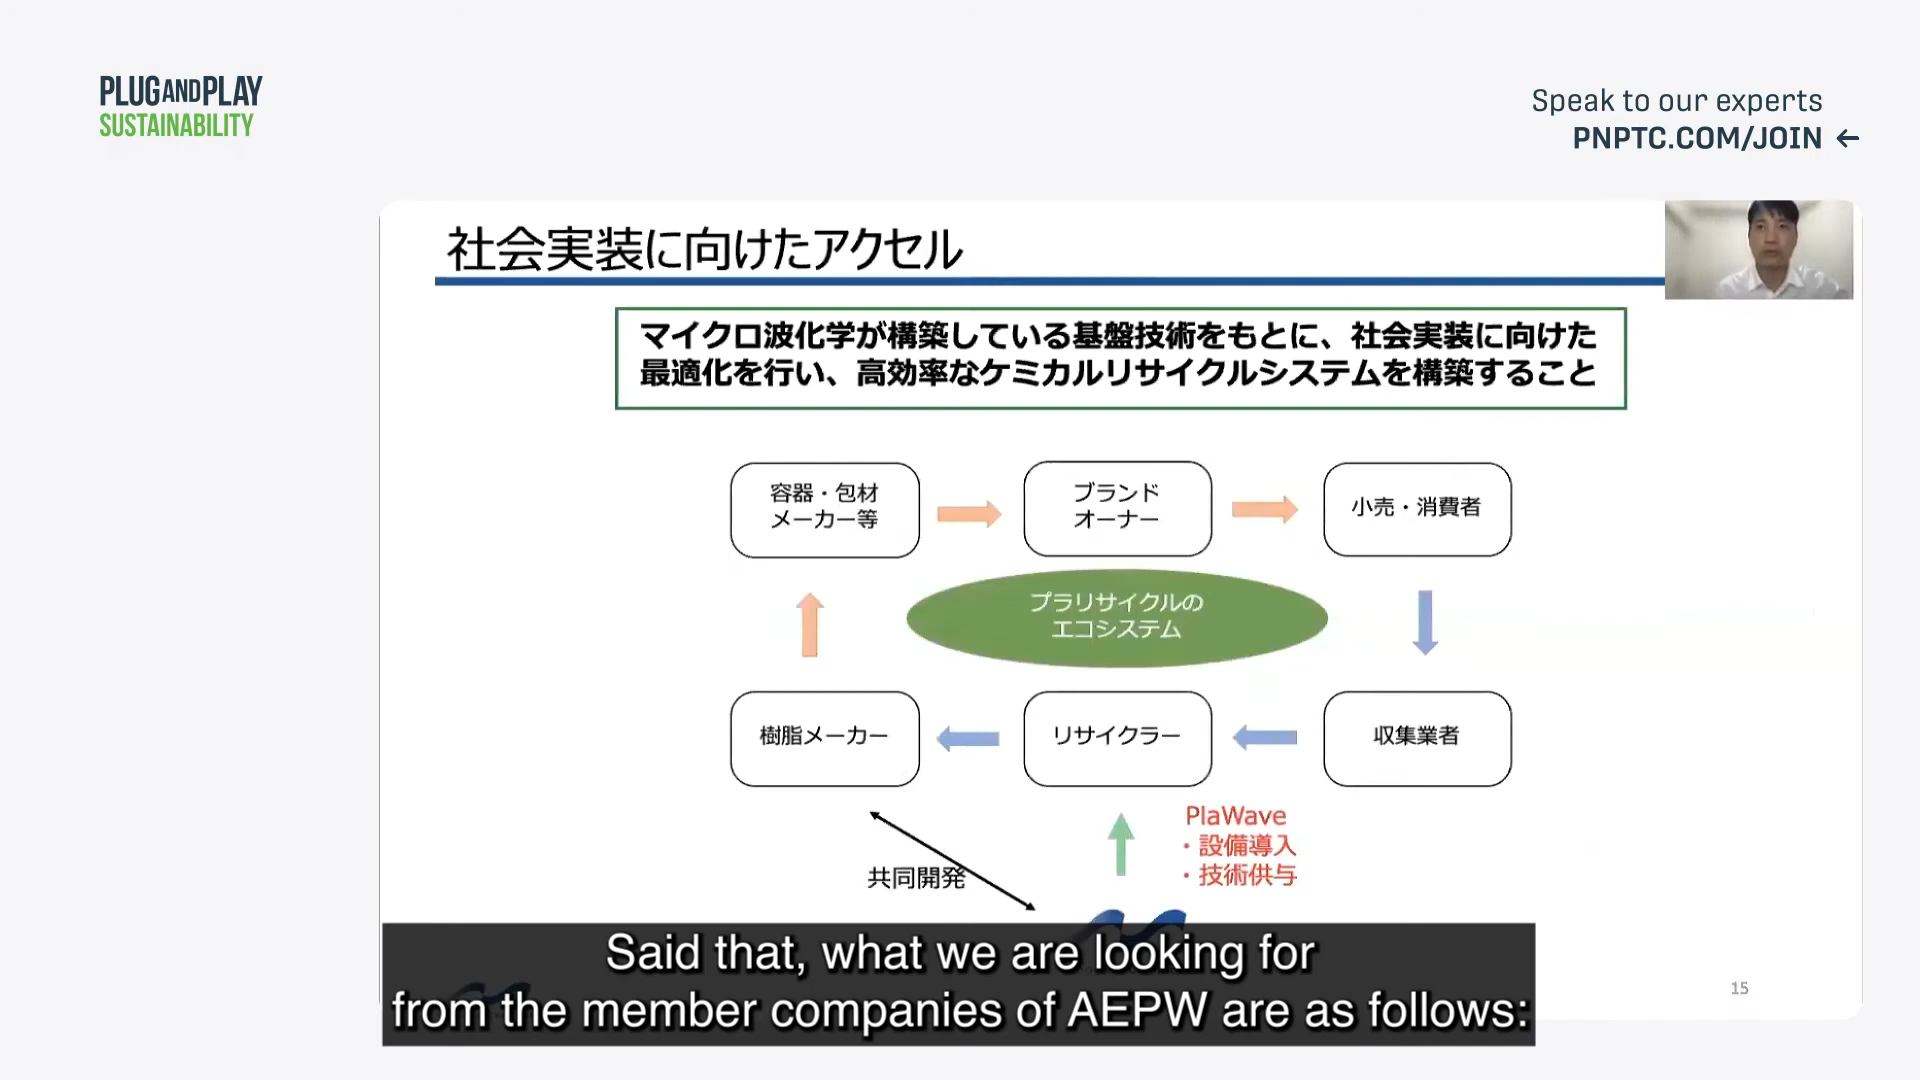 PLUGANDPLAY
SUSTAINABILITY
Speak to our experts
PNPTC.COM/JOIN ←
社会実装に向けたアクセル
マイクロ波化学が構築している基盤技術をもとに、社会実装に向けた
最適化を行い、高効率なケミカルリサイクルシステムを構築すること
容器・包材
メーカー等
ブランド
オーナー
小売・消費者
プラリサイクルの
エコシステム
樹脂メーカー
リサイクラー
収集業者
PlaWave
・設備導入
・技術供与
共同開発
Said that, what we are looking for
from the member companies of AEPW are as follows:
15